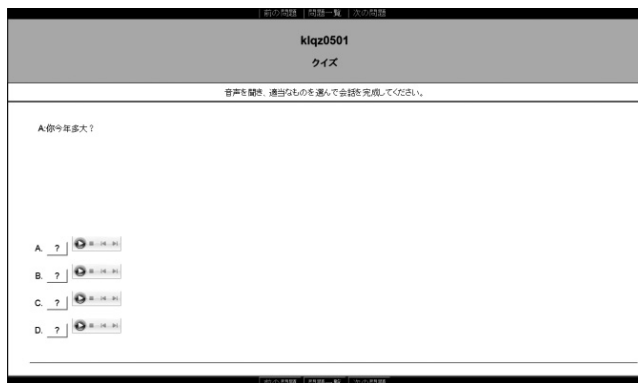 前の問題 | 問題一覧 | 次の問題
klqz0501
クイズ
音声を聞き、適当なものを選んで会話を完成してください。
A:你今年多大？
A. ?
B. ?
C. ?
D. ?
前の問題 | 問題一覧 | 次の問題